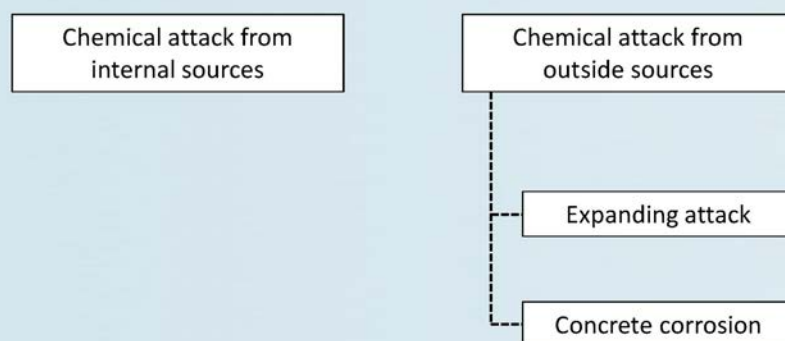 Chemical attack from
internal sources
Chemical attack from
outside sources
Expanding attack
Concrete corrosion